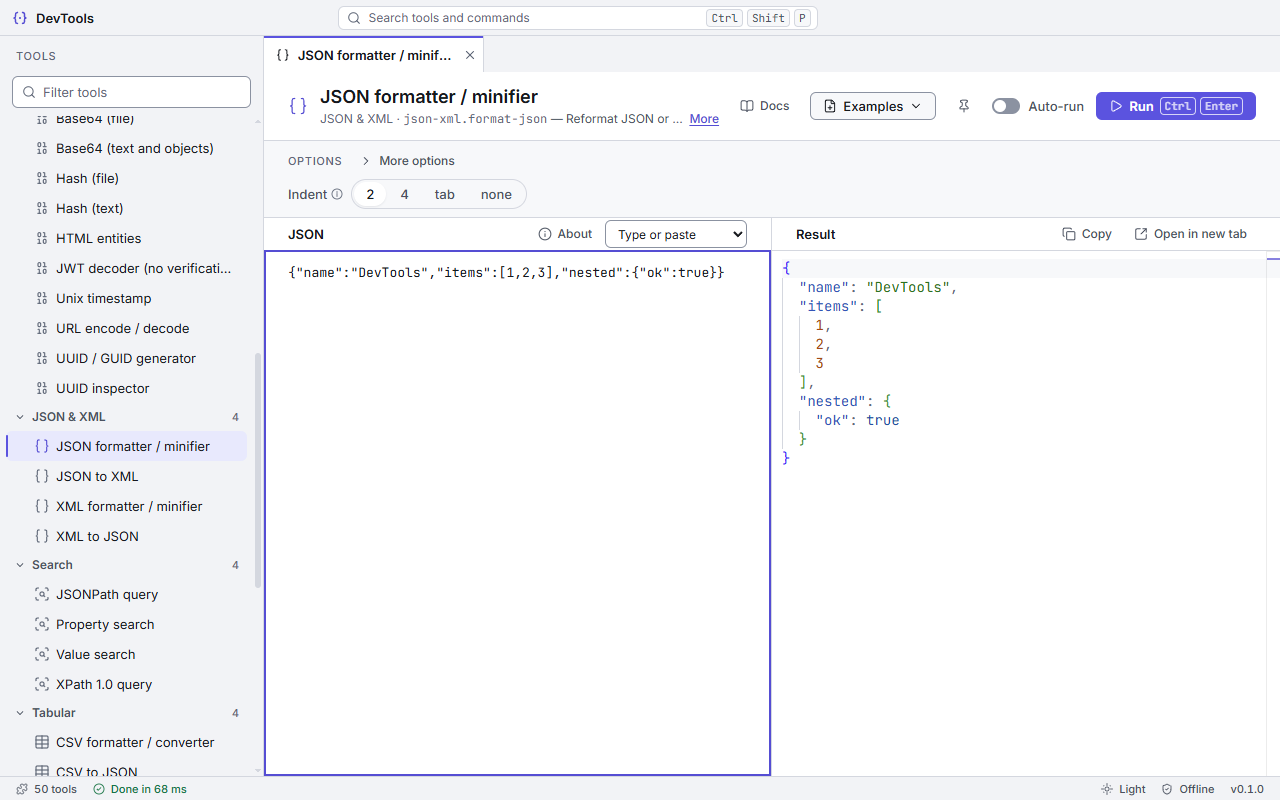 DevTools
Search tools and commands
Ctrl Shift P
TOOLS
Filter tools
Base64 (file)
Base64 (text and objects)
Hash (file)
Hash (text)
HTML entities
JWT decoder (no verificati...
Unix timestamp
URL encode / decode
UUID / GUID generator
UUID inspector
JSON & XML 4
JSON formatter / minifier
JSON to XML
XML formatter / minifier
XML to JSON
Search 4
JSONPath query
Property search
Value search
XPath 1.0 query
Tabular 4
CSV formatter / converter
CSV to JSON
{} JSON formatter / minif...
JSON formatter / minifier
JSON & XML · json-xml.format-json — Reformat JSON or ... More
Docs
Examples
Auto-run
Run Ctrl Enter
OPTIONS
More options
Indent 2 4 tab none
JSON
About
Type or paste
{"name":"DevTools","items":[1,2,3],"nested":{"ok":true}}
Result
Copy
Open in new tab
{
  "name": "DevTools",
  "items": [
    1,
    2,
    3
  ],
  "nested": {
    "ok": true
  }
}
50 tools
Done in 68 ms
Light
Offline
v0.1.0